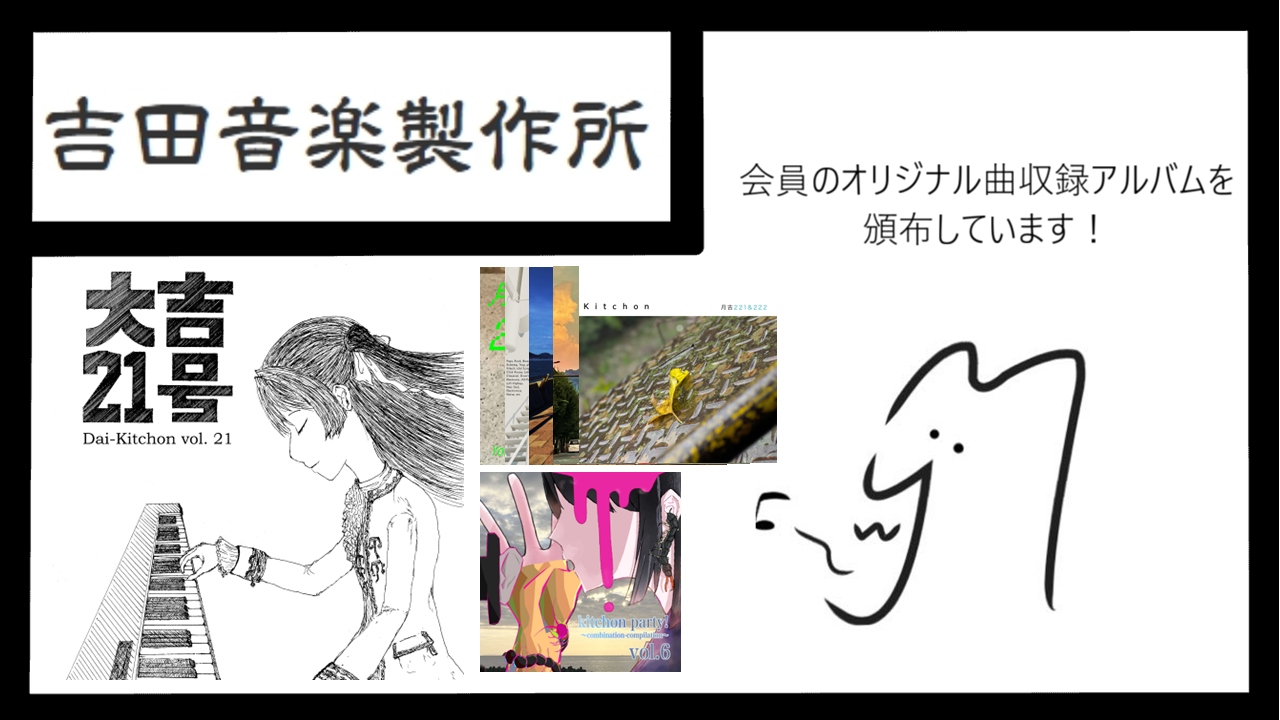 吉田音楽製作所
会員のオリジナル曲収録アルバムを
頒布しています！
大吉
21号
Dai-Kitchon vol. 21
Kitchon
月吉221&222
kitchon party!
～combination-compilation～
vol.6